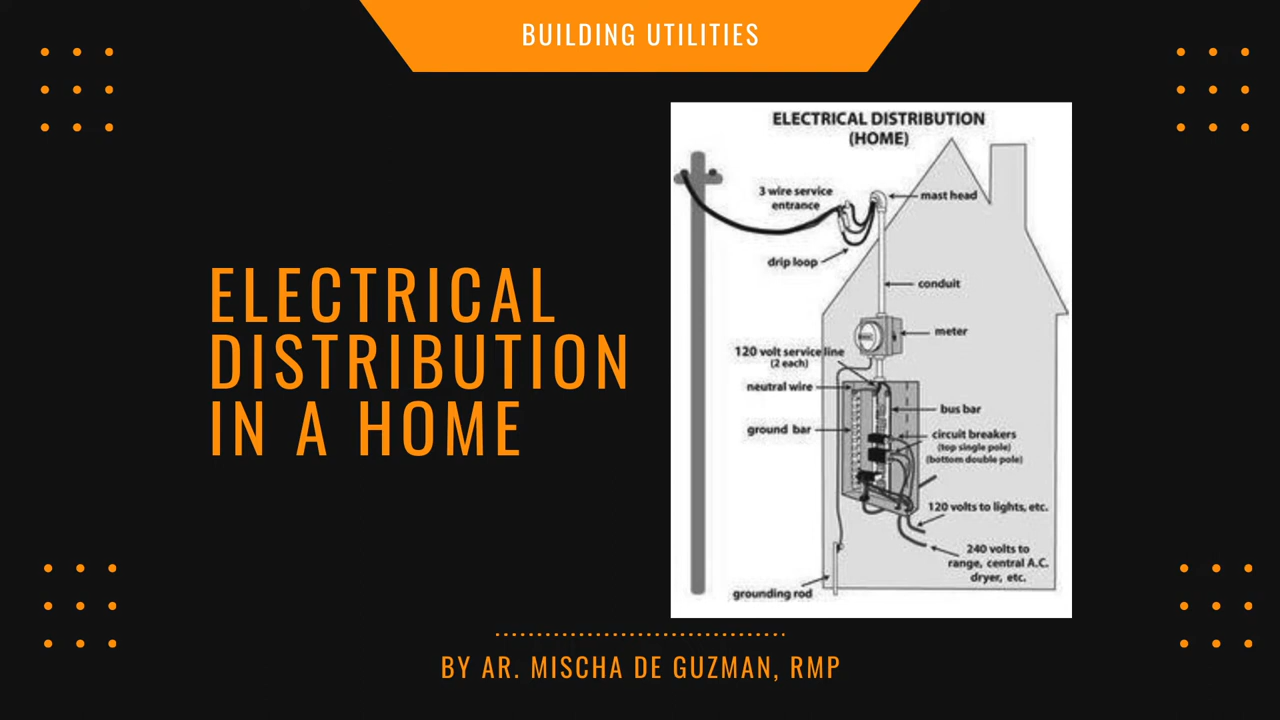 BUILDING UTILITIES
ELECTRICAL
DISTRIBUTION
IN A HOME
ELECTRICAL DISTRIBUTION
(HOME)
3 wire service
entrance
mast head
drip loop
conduit
meter
120 volt service line
(2 each)
neutral wire
bus bar
ground bar
circuit breakers
(top single pole)
(bottom double pole)
120 volts to lights, etc.
240 volts to
range, central A.C.
dryer, etc.
grounding rod
BY AR. MISCHA DE GUZMAN, RMP